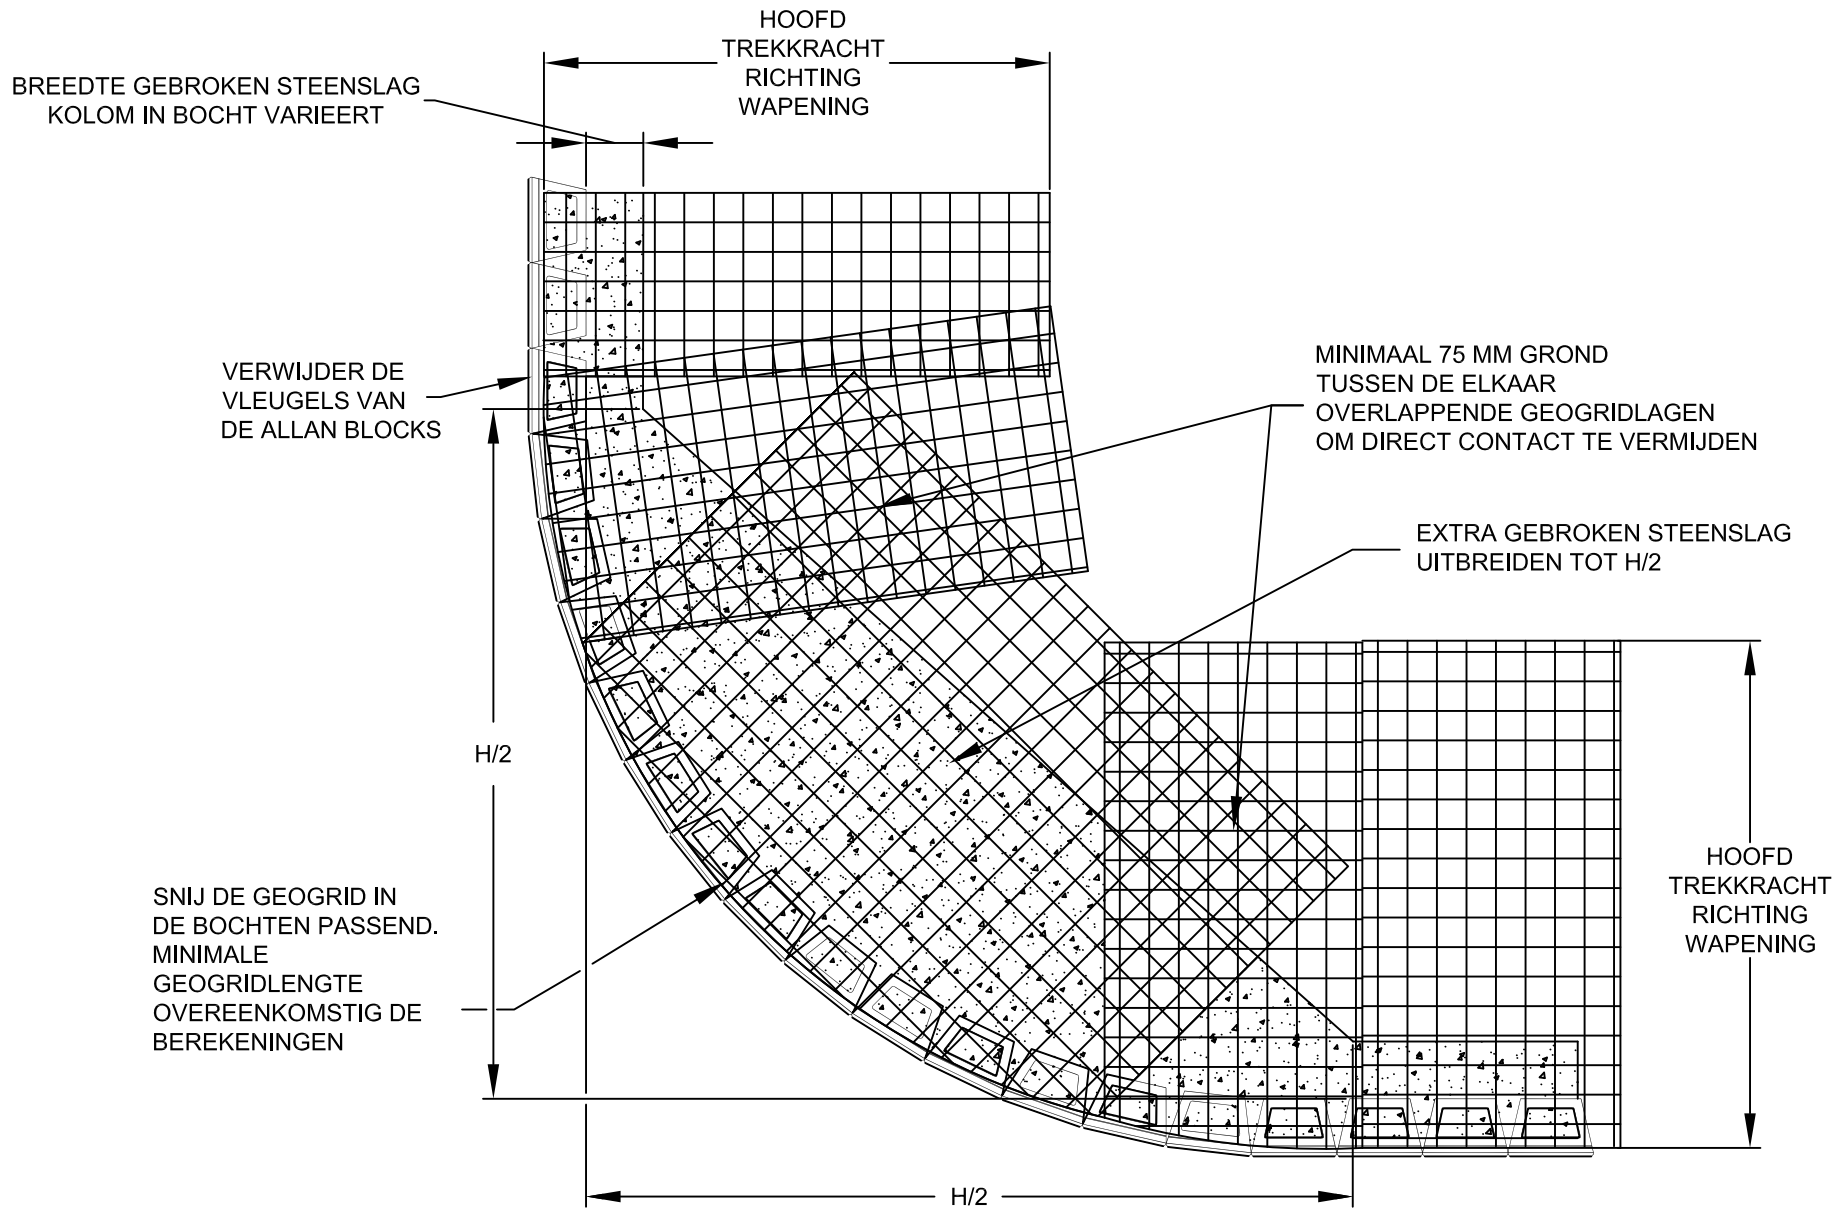 HOOFD
TREKKRACHT
RICHTING
WAPENING
BREEDTE GEBROKEN STEENSLAG
KOLOM IN BOCHT VARIEERT
VERWIJDER DE
VLEUGELS VAN
DE ALLAN BLOCKS
MINIMAAL 75 MM GROND
TUSSEN DE ELKAAR
OVERLAPPENDE GEOGRIDLAGEN
OM DIRECT CONTACT TE VERMIJDEN
EXTRA GEBROKEN STEENSLAG
UITBREIDEN TOT H/2
H/2
SNIJ DE GEOGRID IN
DE BOCHTEN PASSEND.
MINIMALE
GEOGRIDLENGTE
OVEREENKOMSTIG DE
BEREKENINGEN
HOOFD
TREKKRACHT
RICHTING
WAPENING
H/2